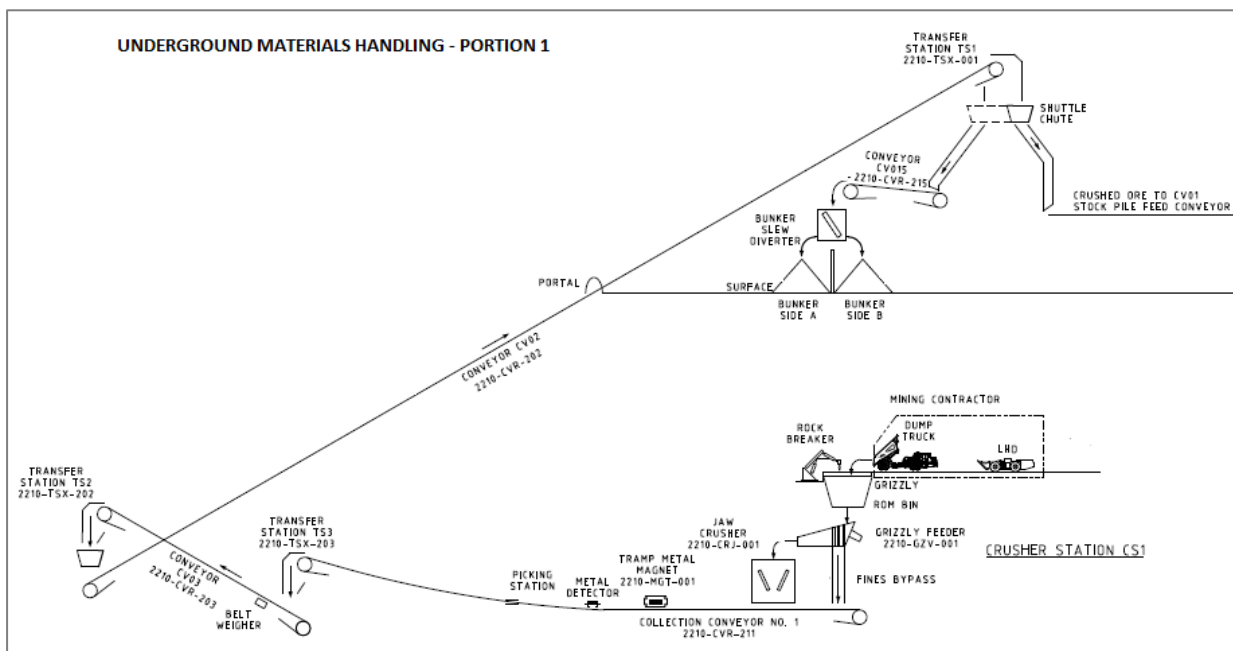 UNDERGROUND MATERIALS HANDLING - PORTION 1
TRANSFER
STATION TS1
2210-TSX-001
SHUTTLE
CHUTE
CONVEYOR
CV015
-2210-CVR-215
CRUSHED ORE TO CV01
STOCK PILE FEED CONVEYOR
BUNKER
SLEW
DIVERTER
PORTAL
SURFACE
BUNKER
SIDE A
BUNKER
SIDE B
CONVEYOR CV02
2210-CVR-202
MINING CONTRACTOR
ROCK
BREAKER
DUMP
TRUCK
LHD
GRIZZLY
ROM BIN
TRANSFER
STATION TS2
2210-TSX-202
TRANSFER
STATION TS3
2210-TSX-203
JAW
CRUSHER
2210-CRJ-001
GRIZZLY FEEDER
2210-GZV-001
CRUSHER STATION CS1
CONVEYOR
CV03
2210-CVR-203
BELT
WEIGHER
PICKING
STATION
METAL
DETECTOR
TRAMP METAL
MAGNET
2210-MGT-001
FINES BYPASS
COLLECTION CONVEYOR NO. 1
2210-CVR-211